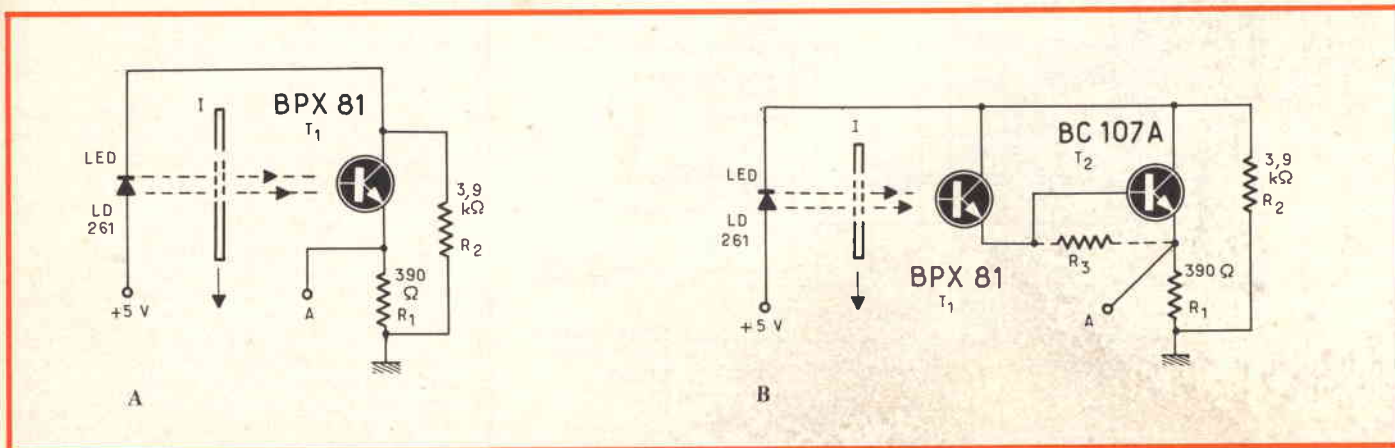 I
BPX 81
T1
LED
LD
261
+5 V
3,9
kΩ
R2
390
Ω
R1
A
A
I
LED
LD
261
+5 V
BPX 81
T1
BC 107A
T2
R3
390 Ω
R1
A
3,9
kΩ
R2
B